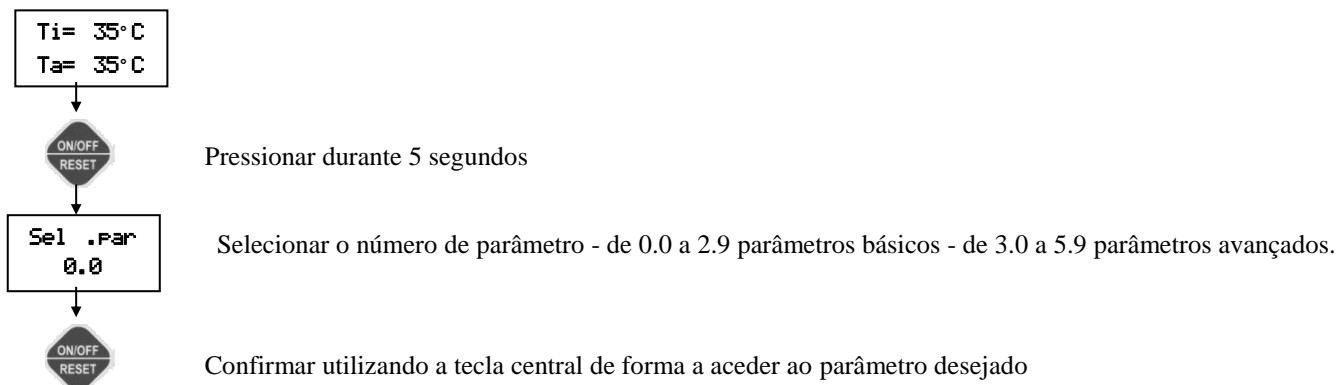 Ti= 35°C
Ta= 35°C
ON/OFF
RESET
Pressionar durante 5 segundos
Sel .par
0.0
Selecionar o número de parâmetro - de 0.0 a 2.9 parâmetros básicos - de 3.0 a 5.9 parâmetros avançados.
ON/OFF
RESET
Confirmar utilizando a tecla central de forma a aceder ao parâmetro desejado